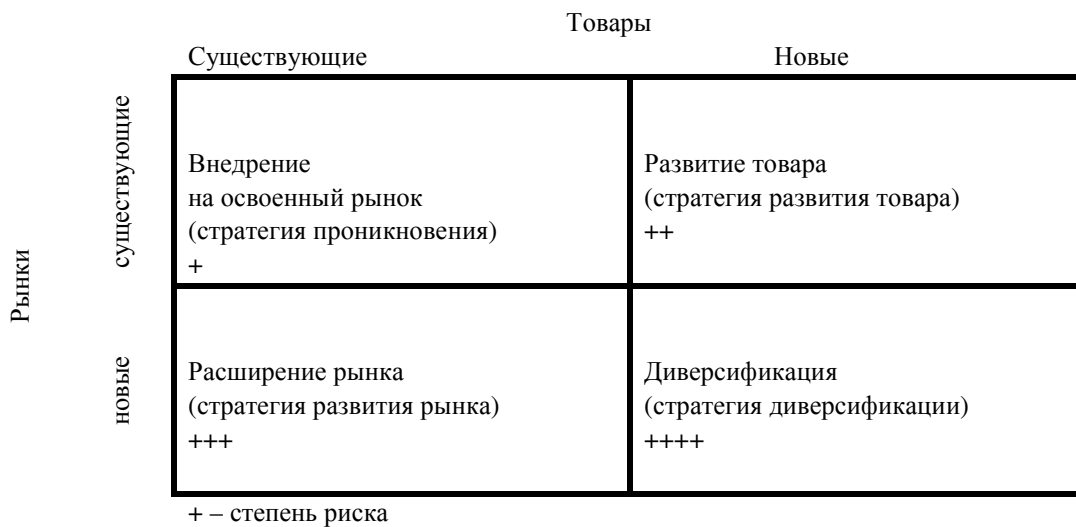 Товары
Существующие
Новые
Рынки
существующие
Внедрение
на освоенный рынок
(стратегия проникновения)
+
Развитие товара
(стратегия развития товара)
++
новые
Расширение рынка
(стратегия развития рынка)
+++
Диверсификация
(стратегия диверсификации)
++++
+ – степень риска